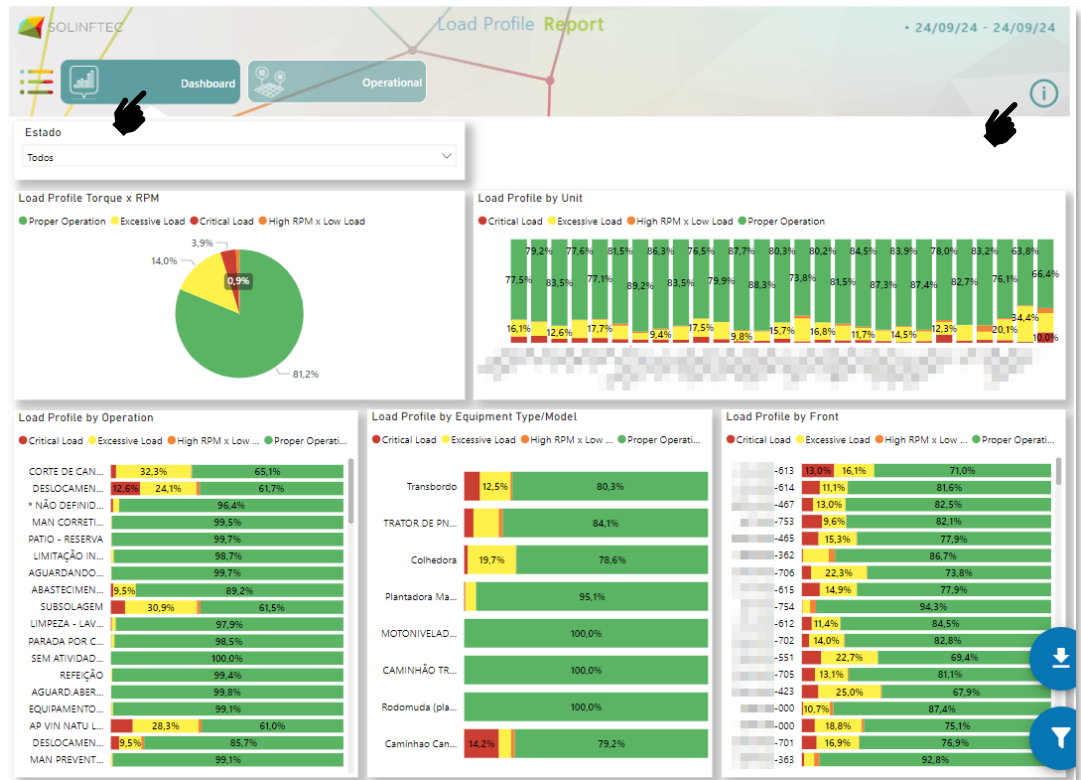 SOLINFTEC
Load Profile Report
• 24/09/24 - 24/09/24
Dashboard
Operational
i
Estado
Todos
Load Profile Torque x RPM
Proper Operation Excessive Load Critical Load High RPM x Low Load
3,9%
14,0%
0,9%
81,2%
Load Profile by Unit
Critical Load Excessive Load High RPM x Low Load Proper Operation
79,2% 77,6% 81,5% 86,3% 76,5% 87,7% 80,3% 80,2% 84,5% 83,9% 78,0% 83,2% 63,8%
77,5% 83,5% 77,1% 89,2% 83,5% 79,9% 88,3% 73,8% 81,5% 87,3% 87,4% 82,7% 76,1% 66,4%
16,1% 12,6% 17,7% 9,4% 17,5% 9,8% 15,7% 16,8% 11,7% 14,5% 12,3% 20,1% 34,4% 10,0%
Load Profile by Operation
Critical Load Excessive Load High RPM x Low ... Proper Operati...
CORTE DE CAN... 32,3% 65,1%
DESLOCAMEN... 12,6% 24,1% 61,7%
* NÃO DEFINID... 96,4%
MAN CORRETI... 99,5%
PATIO - RESERVA 99,7%
LIMITAÇÃO IN... 98,7%
AGUARDANDO... 99,7%
ABASTECIMEN... 9,5% 89,2%
SUBSOLAGEM 30,9% 61,5%
LIMPEZA - LAV... 97,9%
PARADA POR C... 98,5%
SEM ATIVIDAD... 100,0%
REFEIÇÃO 99,4%
AGUARD.ABER... 99,8%
EQUIPAMENTO... 99,1%
AP VIN NATU L... 28,3% 61,0%
DESLOCAMEN... 9,5% 85,7%
MAN PREVENT... 99,1%
Load Profile by Equipment Type/Model
Critical Load Excessive Load High RPM x Low ... Proper Operati...
Transbordo 12,5% 80,3%
TRATOR DE PN... 84,1%
Colhedora 19,7% 78,6%
Plantadora Ma... 95,1%
MOTONIVELAD... 100,0%
CAMINHÃO TR... 100,0%
Rodomuda (pla... 100,0%
Caminhao Can... 14,2% 79,2%
Load Profile by Front
Critical Load Excessive Load High RPM x Low ... Proper Operati...
-613 13,0% 16,1% 71,0%
-614 11,1% 81,6%
-467 13,0% 82,5%
-753 9,6% 82,1%
-465 15,3% 77,9%
-362 86,7%
-706 22,3% 73,8%
-615 14,9% 77,9%
-754 94,3%
-612 11,4% 84,5%
-702 14,0% 82,8%
-551 22,7% 69,4%
-705 13,1% 81,1%
-423 25,0% 67,9%
-000 10,7% 87,4%
-000 18,8% 75,1%
-701 16,9% 76,9%
-363 92,8%